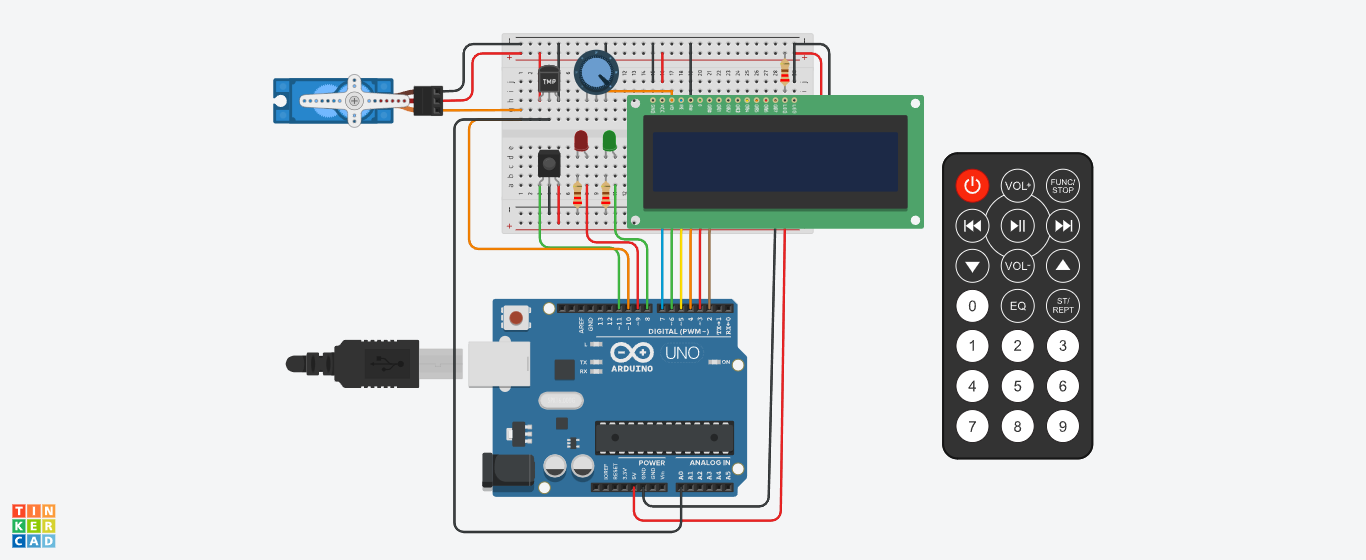 TMP
VOL+
FUNC/
STOP
VOL-
0
EQ
ST/
REPT
1
2
3
4
5
6
7
8
9
AREF
GND
13
12
~11
~10
~9
8
7
~6
~5
4
~3
2
TX→1
RX←0
DIGITAL (PWM~)
L
TX
RX
UNO
ARDUINO
ON
POWER
ANALOG IN
IOREF
RESET
3.3V
5V
GND
GND
Vin
A0
A1
A2
A3
A4
A5
TIN
KER
CAD